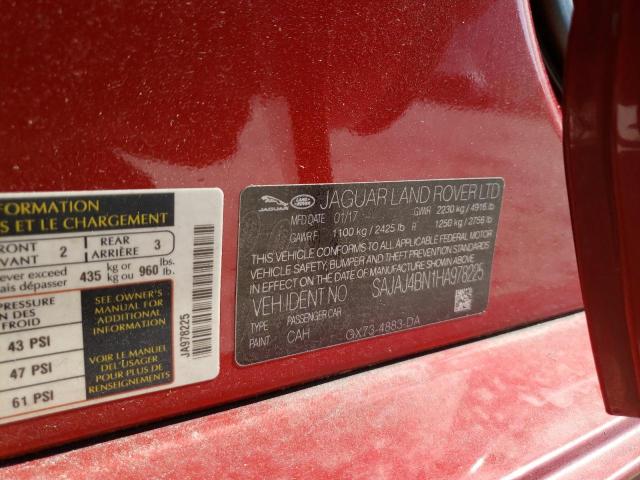 FORMATION
S ET LE CHARGEMENT
RONT
VANT 2
REAR
ARRIÈRE 3
ever exceed
435 kg or
kg ou 960 lbs.
lb.
s dépasser
PRESSION
ON DES
FROID
43 PSI
47 PSI
61 PSI
SEE OWNER'S
MANUAL FOR
ADDITIONAL
INFORMATION
VOIR LE MANUEL
DE L'USAGER
POUR PLUS DE
RENSEIGNEMENTS
JA978225
JAGUAR
LAND ROVER
JAGUAR LAND ROVER LTD
MFD DATE 01/17 GVWR 2230 kg / 4916 lb
GAWR F 1100 kg / 2425 lb R 1250 kg / 2756 lb
THIS VEHICLE CONFORMS TO ALL APPLICABLE FEDERAL MOTOR
VEHICLE SAFETY, BUMPER AND THEFT PREVENTION STANDARDS
IN EFFECT ON THE DATE OF MANUFACTURE SHOWN ABOVE.
VEH IDENT NO SAJAJ4BN1HA978225
TYPE PASSENGER CAR
PAINT CAH GX73-4883-DA